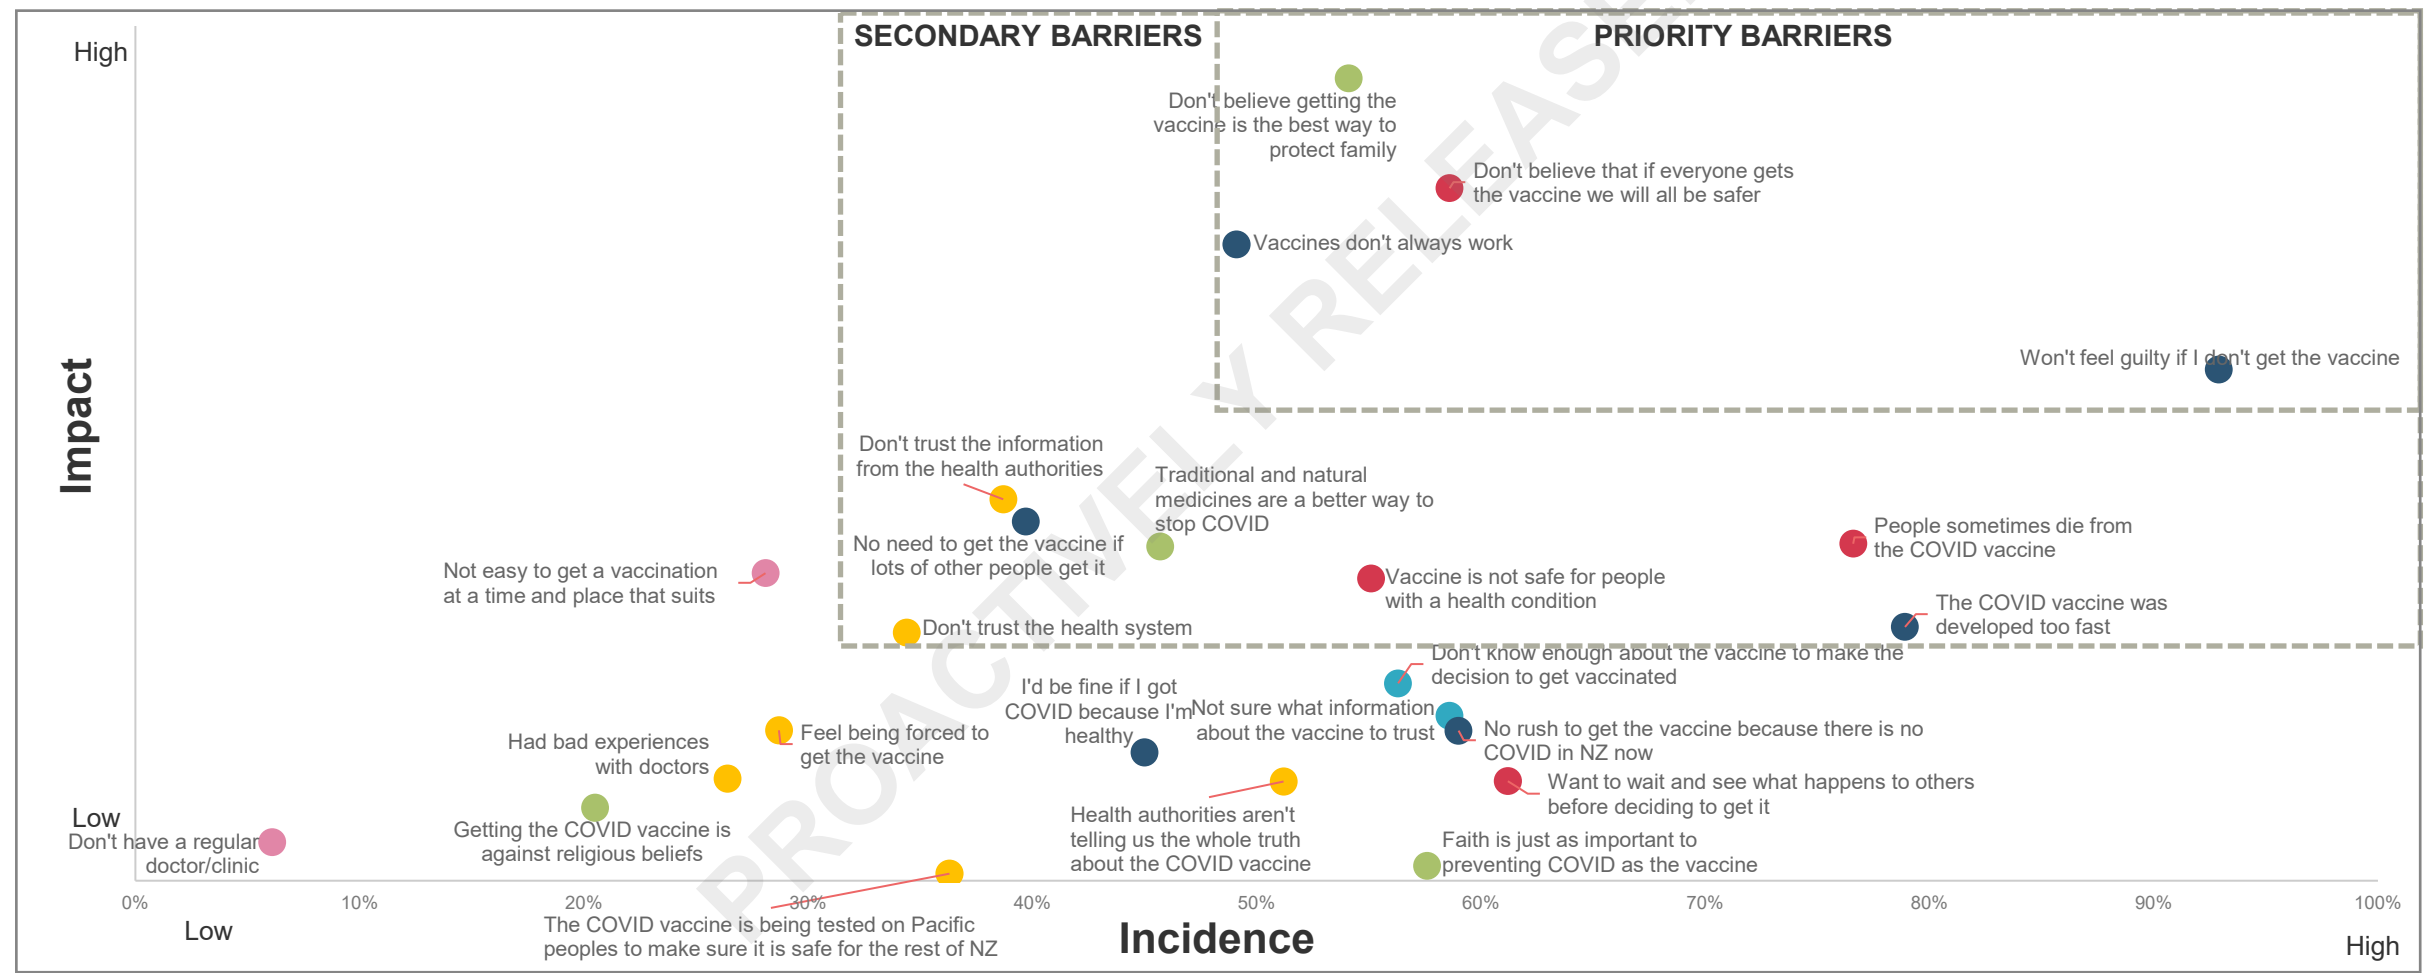 SECONDARY BARRIERS
PRIORITY BARRIERS
High
Don't believe getting the
vaccine is the best way to
protect family
Don't believe that if everyone gets
the vaccine we will all be safer
Vaccines don't always work
Won't feel guilty if I don't get the vaccine
Impact
Don't trust the information
from the health authorities
Traditional and natural
medicines are a better way to
stop COVID
No need to get the vaccine if
lots of other people get it
People sometimes die from
the COVID vaccine
Not easy to get a vaccination
at a time and place that suits
Vaccine is not safe for people
with a health condition
Don't trust the health system
The COVID vaccine was
developed too fast
Don't know enough about the vaccine to make the
decision to get vaccinated
I'd be fine if I got
COVID because I'm
healthy
Not sure what information
about the vaccine to trust
Feel being forced to
get the vaccine
No rush to get the vaccine because there is no
COVID in NZ now
Had bad experiences
with doctors
Want to wait and see what happens to others
before deciding to get it
Low
Don't have a regular
doctor/clinic
Getting the COVID vaccine is
against religious beliefs
Health authorities aren't
telling us the whole truth
about the COVID vaccine
Faith is just as important to
preventing COVID as the vaccine
0%
10%
20%
30%
40%
50%
60%
70%
80%
90%
100%
The COVID vaccine is being tested on Pacific
peoples to make sure it is safe for the rest of NZ
Low
Incidence
High
PROACTIVELY RELEASE